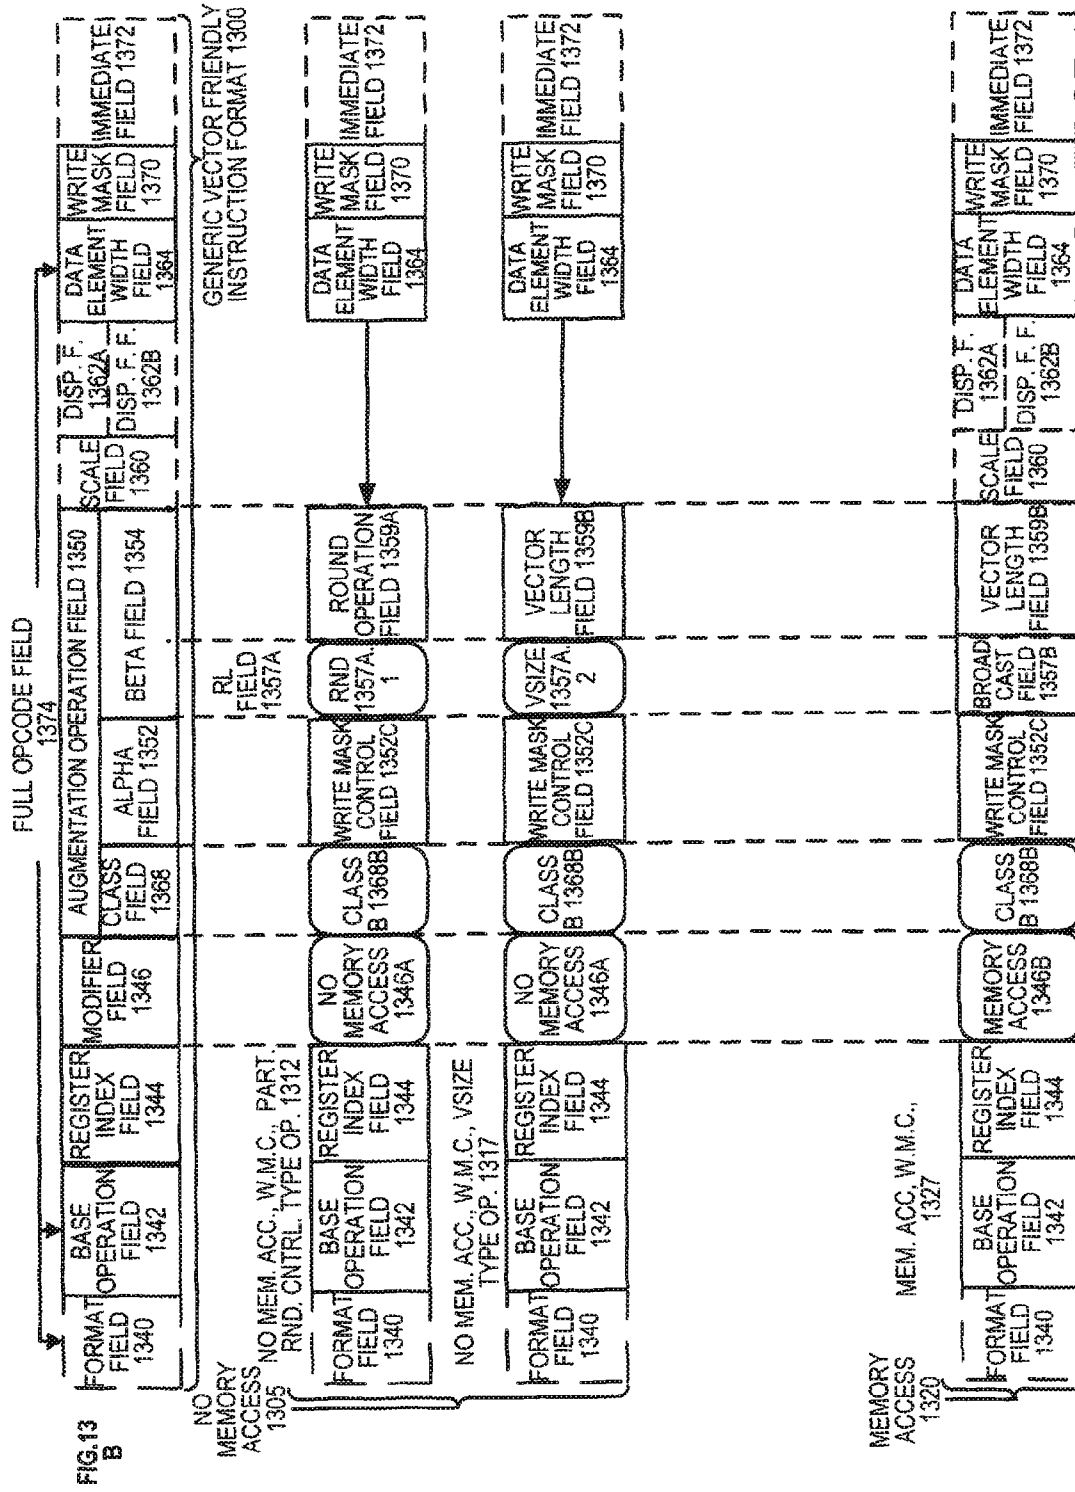 FIG.13
B
FULL OPCODE FIELD
1374
FORMAT
FIELD
1340
BASE
OPERATION
FIELD
1342
REGISTER
INDEX
FIELD
1344
MODIFIER
FIELD
1346
AUGMENTATION OPERATION FIELD 1350
CLASS
FIELD
1368
ALPHA
FIELD 1352
BETA FIELD 1354
SCALE
FIELD
1360
DISP. F.
1362A
DISP. F. F.
1362B
DATA
ELEMENT
WIDTH
FIELD
1364
WRITE
MASK
FIELD
1370
IMMEDIATE
FIELD 1372
GENERIC VECTOR FRIENDLY
INSTRUCTION FORMAT 1300
NO
MEMORY
ACCESS
1305
NO MEM. ACC., W.M.C., PART.
RND. CNTRL. TYPE OP. 1312
RL
FIELD
1357A
FORMAT
FIELD
1340
BASE
OPERATION
FIELD
1342
REGISTER
INDEX
FIELD
1344
NO
MEMORY
ACCESS
1346A
CLASS
B 1368B
WRITE MASK
CONTROL
FIELD 1352C
RND
1357A.
1
ROUND
OPERATION
FIELD 1359A
DATA
ELEMENT
WIDTH
FIELD
1364
WRITE
MASK
FIELD
1370
IMMEDIATE
FIELD 1372
NO MEM. ACC., W.M.C., VSIZE
TYPE OP. 1317
FORMAT
FIELD
1340
BASE
OPERATION
FIELD
1342
REGISTER
INDEX
FIELD
1344
NO
MEMORY
ACCESS
1346A
CLASS
B 1368B
WRITE MASK
CONTROL
FIELD 1352C
VSIZE
1357A.
2
VECTOR
LENGTH
FIELD 1359B
DATA
ELEMENT
WIDTH
FIELD
1364
WRITE
MASK
FIELD
1370
IMMEDIATE
FIELD 1372
MEMORY
ACCESS
1320
MEM. ACC, W.M.C.,
1327
FORMAT
FIELD
1340
BASE
OPERATION
FIELD
1342
REGISTER
INDEX
FIELD
1344
MEMORY
ACCESS
1346B
CLASS
B 1368B
WRITE MASK
CONTROL
FIELD 1352C
BROAD
CAST
FIELD
1357B
VECTOR
LENGTH
FIELD 1359B
SCALE
FIELD
1360
DISP. F.
1362A
DISP. F. F.
1362B
DATA
ELEMENT
WIDTH
FIELD
1364
WRITE
MASK
FIELD
1370
IMMEDIATE
FIELD 1372